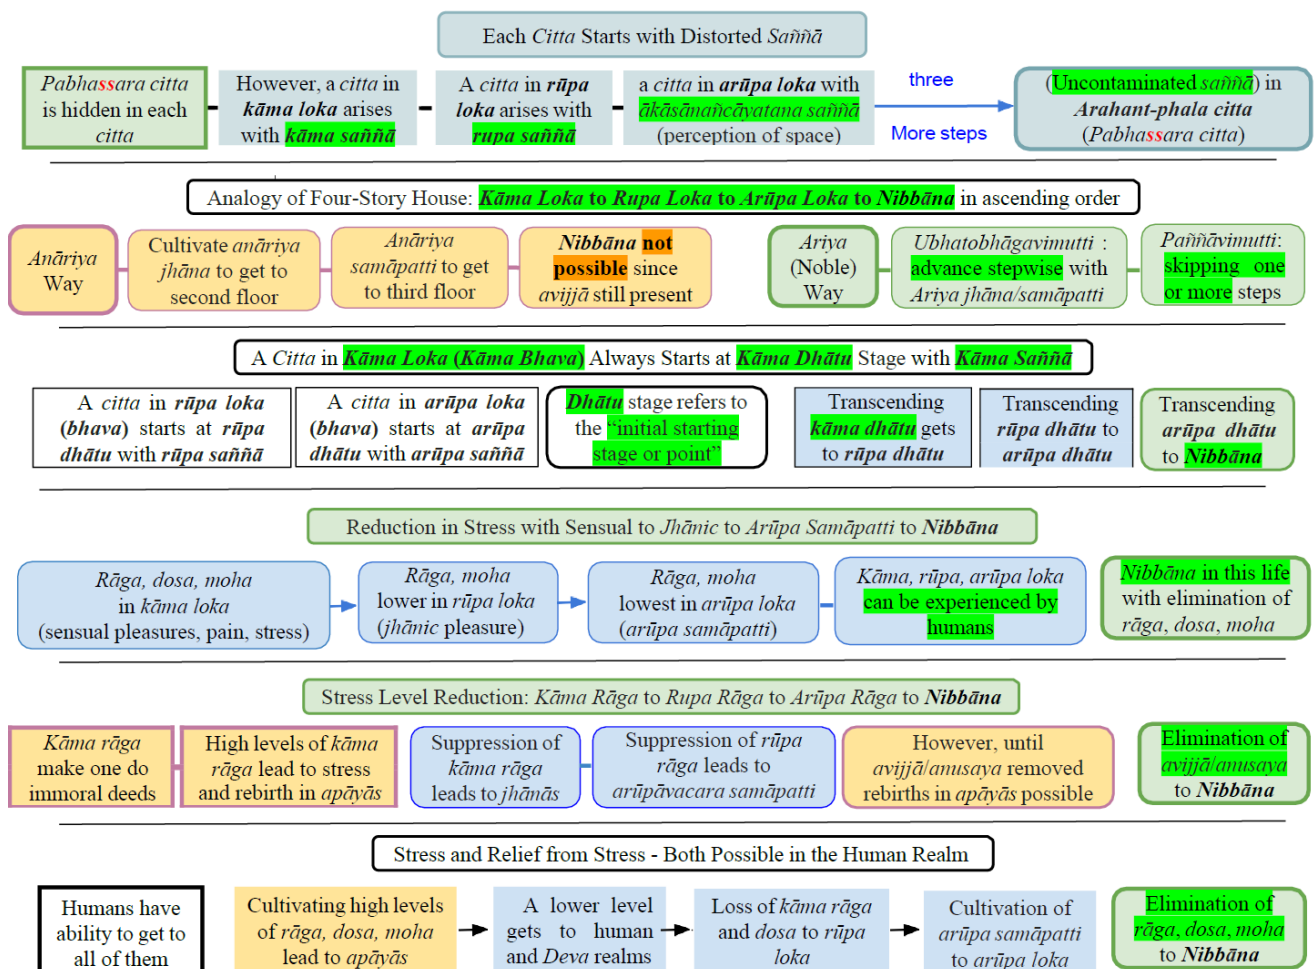 Each Citta Starts with Distorted Saññā
Pabhassara citta
is hidden in each
citta
However, a citta in
kāma loka arises
with kāma saññā
A citta in rūpa
loka arises with
rupa saññā
a citta in arūpa loka with
ākāsānañcāyatana saññā
(perception of space)
three
More steps
(Uncontaminated saññā) in
Arahant-phala citta
(Pabhassara citta)
Analogy of Four-Story House: Kāma Loka to Rupa Loka to Arūpa Loka to Nibbāna in ascending order
Anāriya
Way
Cultivate anāriya
jhāna to get to
second floor
Anāriya
samāpatti to get
to third floor
Nibbāna not
possible since
avijjā still present
Ariya
(Noble)
Way
Ubhatobhāgavimutti :
advance stepwise with
Ariya jhāna/samāpatti
Paññāvimutti:
skipping one
or more steps
A Citta in Kāma Loka (Kāma Bhava) Always Starts at Kāma Dhātu Stage with Kāma Saññā
A citta in rūpa loka
(bhava) starts at rūpa
dhātu with rūpa saññā
A citta in arūpa loka
(bhava) starts at arūpa
dhātu with arūpa saññā
Dhātu stage refers to
the “initial starting
stage or point”
Transcending
kāma dhātu gets
to rūpa dhātu
Transcending
rūpa dhātu to
arūpa dhātu
Transcending
arūpa dhātu
to Nibbāna
Reduction in Stress with Sensual to Jhānic to Arūpa Samāpatti to Nibbāna
Rāga, dosa, moha
in kāma loka
(sensual pleasures, pain, stress)
Rāga, moha
lower in rūpa loka
(jhānic pleasure)
Rāga, moha
lowest in arūpa loka
(arūpa samāpatti)
Kāma, rūpa, arūpa loka
can be experienced by
humans
Nibbāna in this life
with elimination of
rāga, dosa, moha
Stress Level Reduction: Kāma Rāga to Rupa Rāga to Arūpa Rāga to Nibbāna
Kāma rāga
make one do
immoral deeds
High levels of kāma
rāga lead to stress
and rebirth in apāyās
Suppression of
kāma rāga
leads to jhānās
Suppression of rūpa
rāga leads to
arūpāvacara samāpatti
However, until
avijjā/anusaya removed
rebirths in apāyās possible
Elimination of
avijjā/anusaya
to Nibbāna
Stress and Relief from Stress - Both Possible in the Human Realm
Humans have
ability to get to
all of them
Cultivating high levels
of rāga, dosa, moha
lead to apāyās
A lower level
gets to human
and Deva realms
Loss of kāma rāga
and dosa to rūpa
loka
Cultivation of
arūpa samāpatti
to arūpa loka
Elimination of
rāga, dosa, moha
to Nibbāna